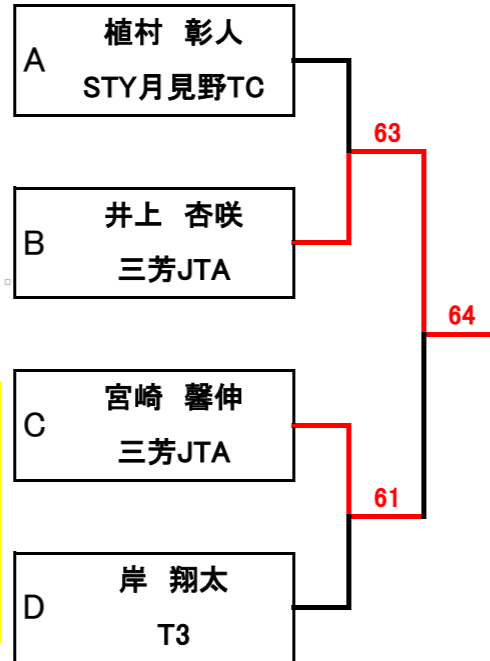 A
植村 彰人
STY月見野TC
63
B
井上 杏咲
三芳JTA
64
C
宮崎 馨伸
三芳JTA
61
D
岸 翔太
T3